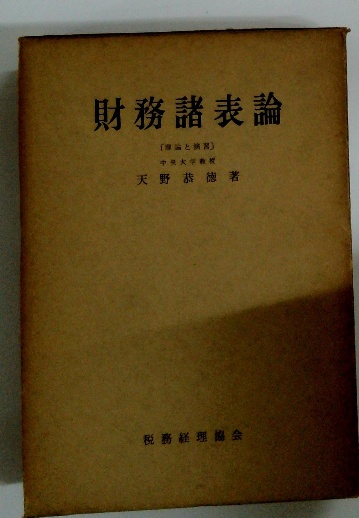 財務諸表論
〔理論と演習〕
中央大学教授
天野恭徳著
税務経理協会